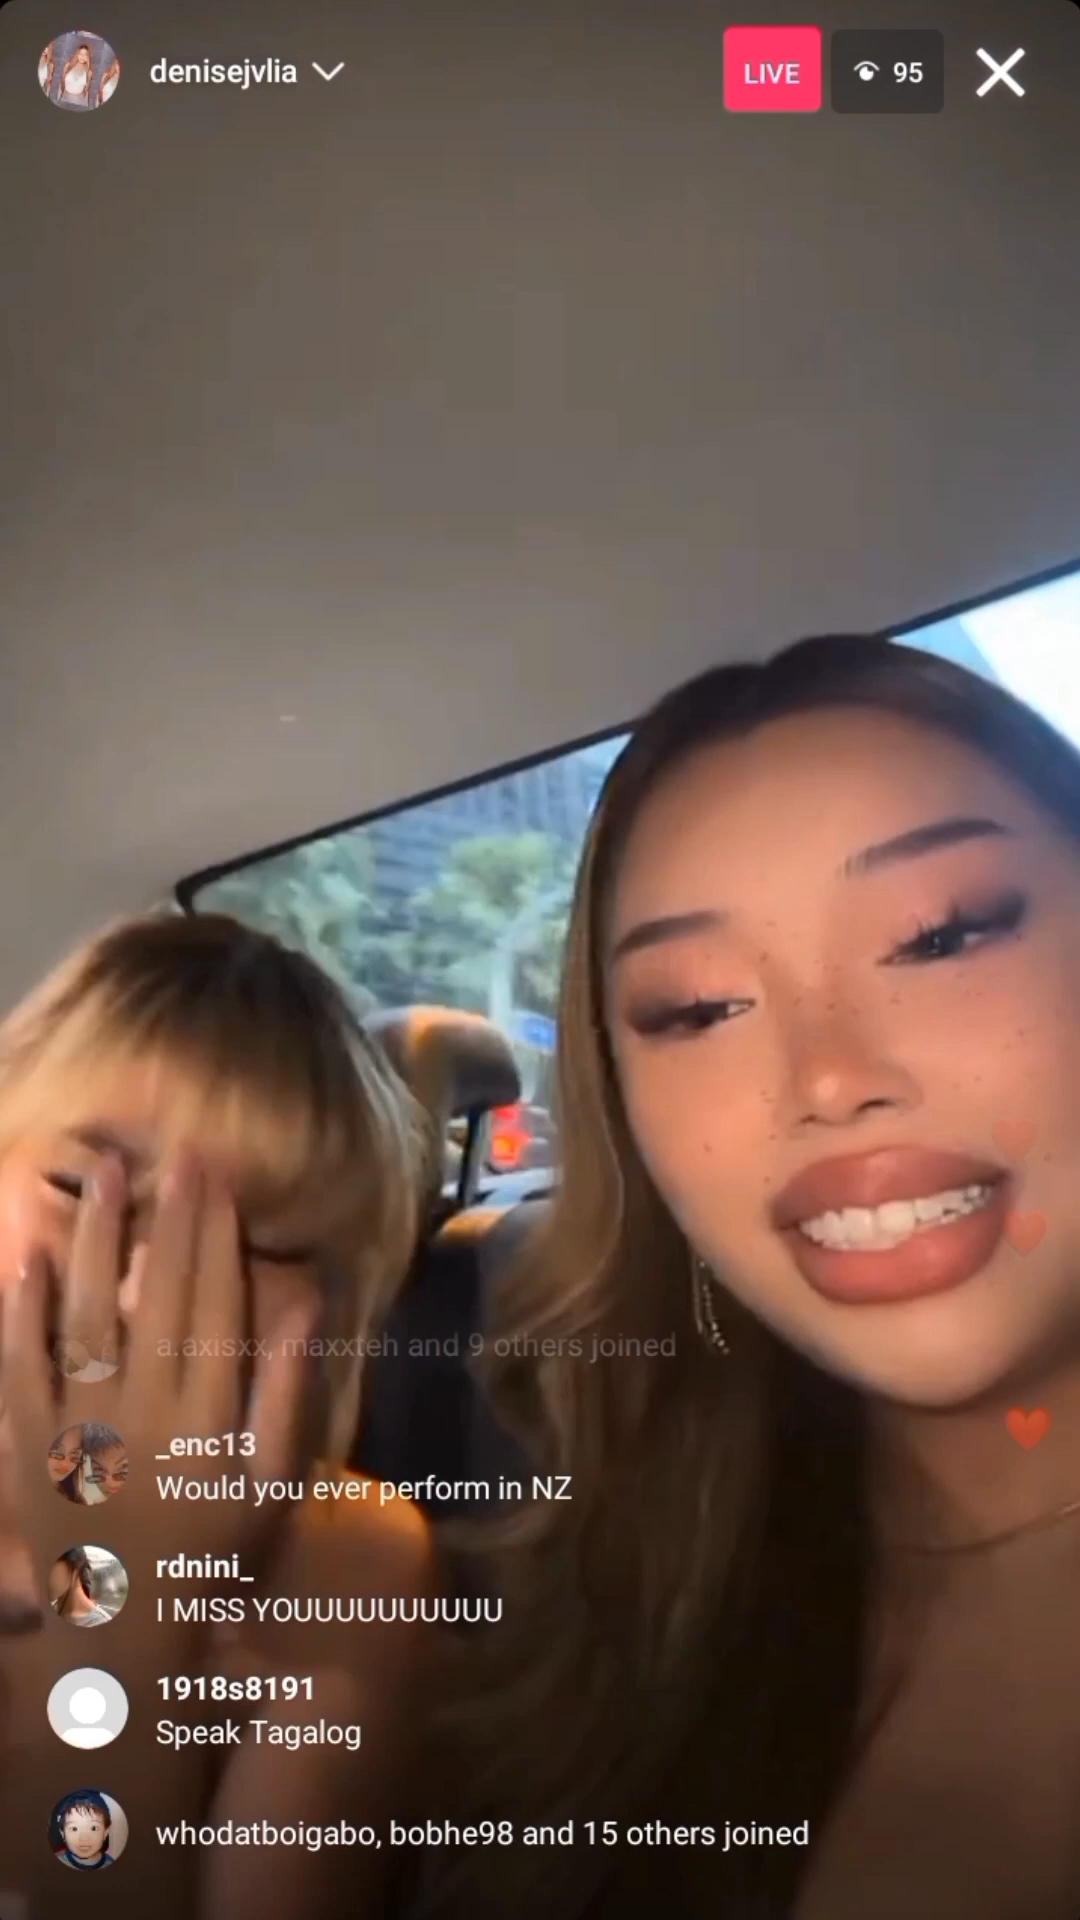 denisejvlia
LIVE
95
a.axisxx, maxxteh and 9 others joined
_enc13
Would you ever perform in NZ
rdnini_
I MISS YOUUUUUUUUUU
1918s8191
Speak Tagalog
whodatboigabo, bobhe98 and 15 others joined